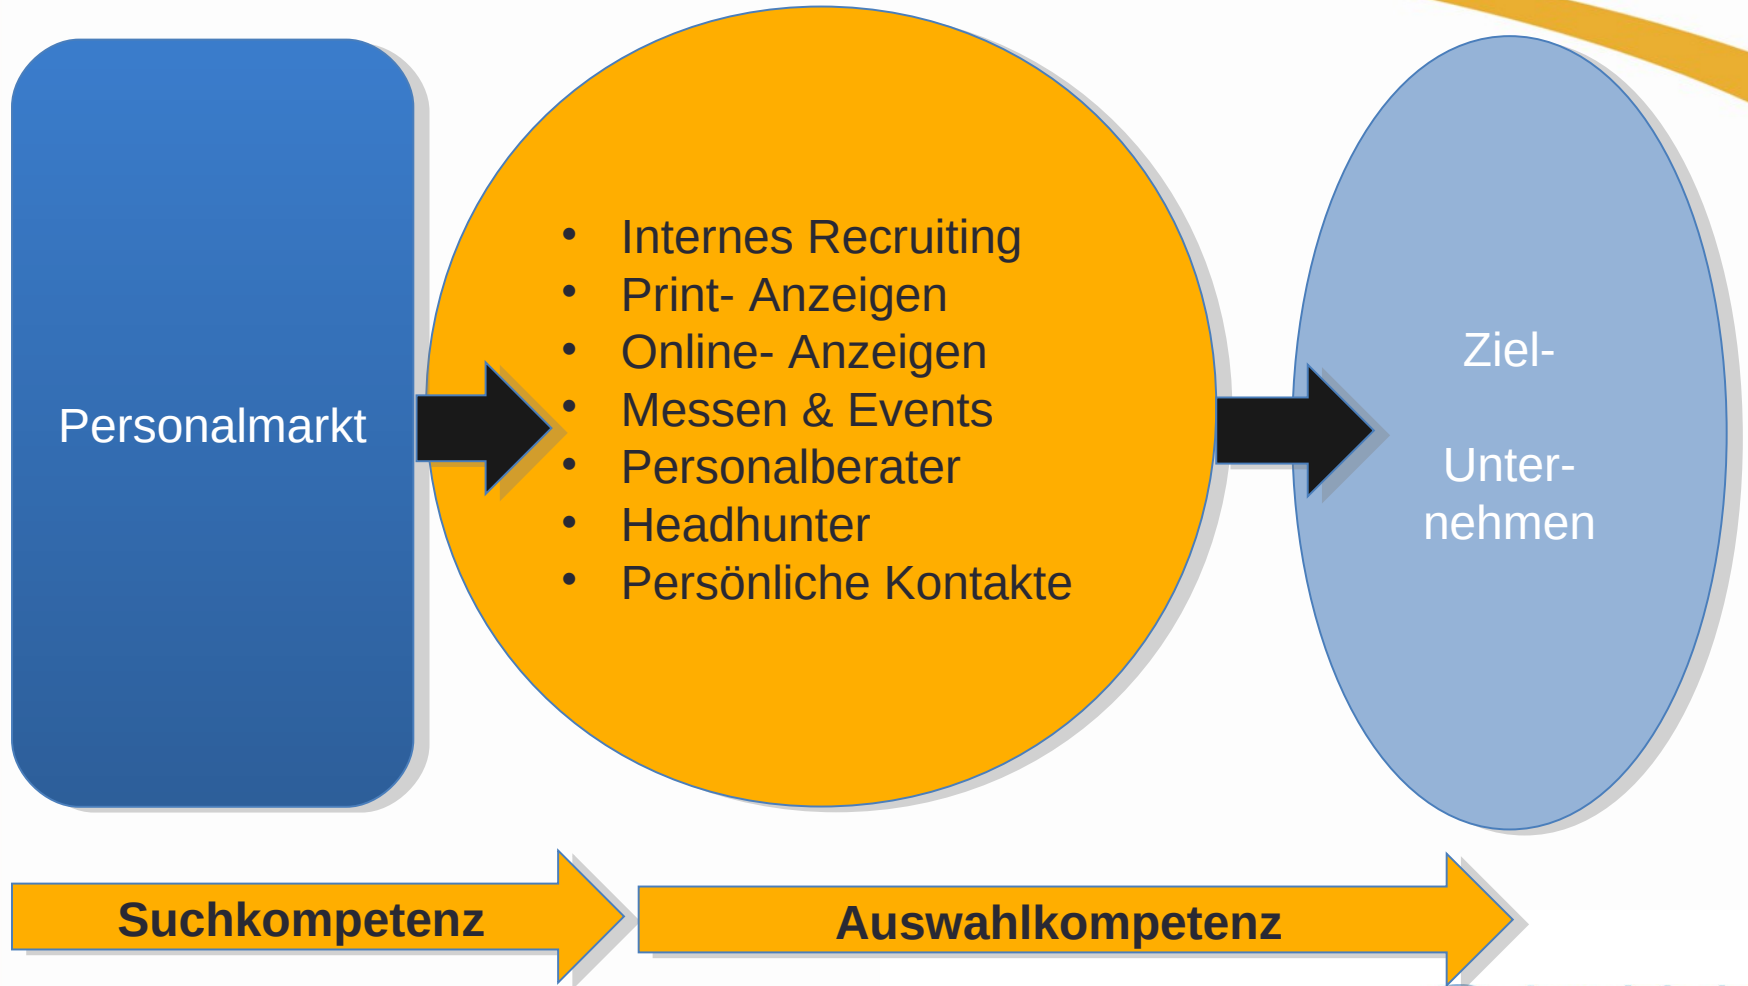 Personalmarkt
• Internes Recruiting
• Print- Anzeigen
• Online- Anzeigen
• Messen & Events
• Personalberater
• Headhunter
• Persönliche Kontakte
Ziel-
Unter-
nehmen
Suchkompetenz
Auswahlkompetenz